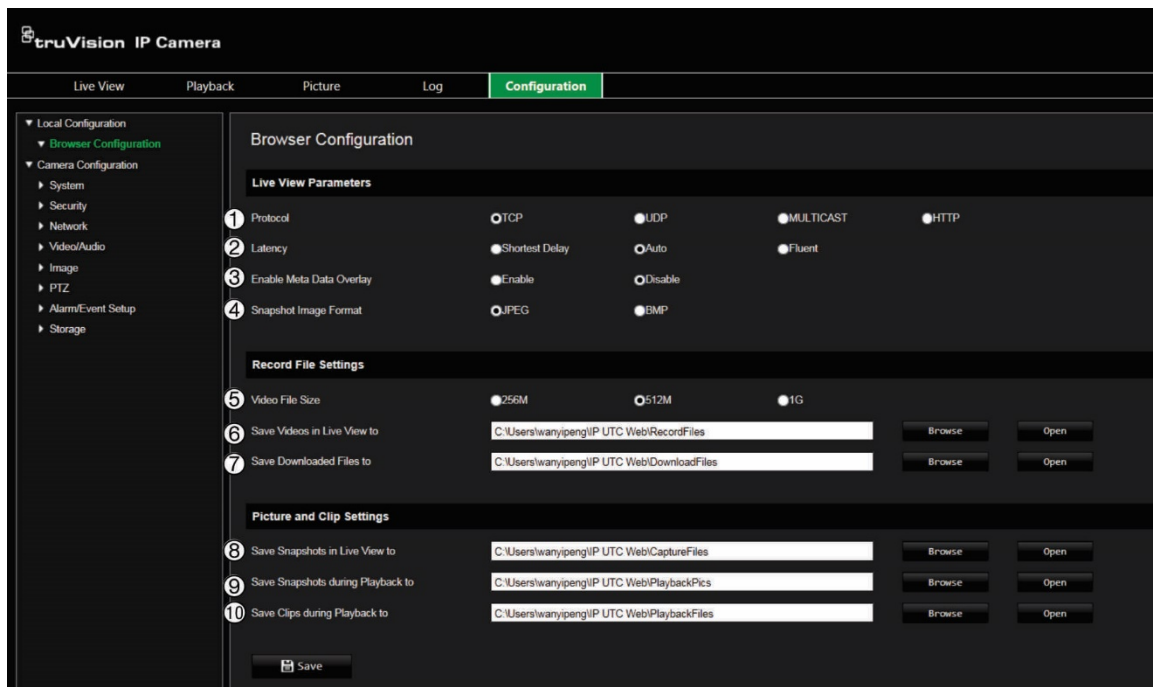 truVision IP Camera
Live View Playback Picture Log Configuration
Local Configuration
Browser Configuration
Camera Configuration
System
Security
Network
Video/Audio
Image
PTZ
Alarm/Event Setup
Storage
Browser Configuration
Live View Parameters
1 Protocol TCP UDP MULTICAST HTTP
2 Latency Shortest Delay Auto Fluent
3 Enable Meta Data Overlay Enable Disable
4 Snapshot Image Format JPEG BMP
Record File Settings
5 Video File Size 256M 512M 1G
6 Save Videos in Live View to C:\Users\wanyipeng\IP UTC Web\RecordFiles Browse Open
7 Save Downloaded Files to C:\Users\wanyipeng\IP UTC Web\DownloadFiles Browse Open
Picture and Clip Settings
8 Save Snapshots in Live View to C:\Users\wanyipeng\IP UTC Web\CaptureFiles Browse Open
9 Save Snapshots during Playback to C:\Users\wanyipeng\IP UTC Web\PlaybackPics Browse Open
10 Save Clips during Playback to C:\Users\wanyipeng\IP UTC Web\PlaybackFiles Browse Open
Save